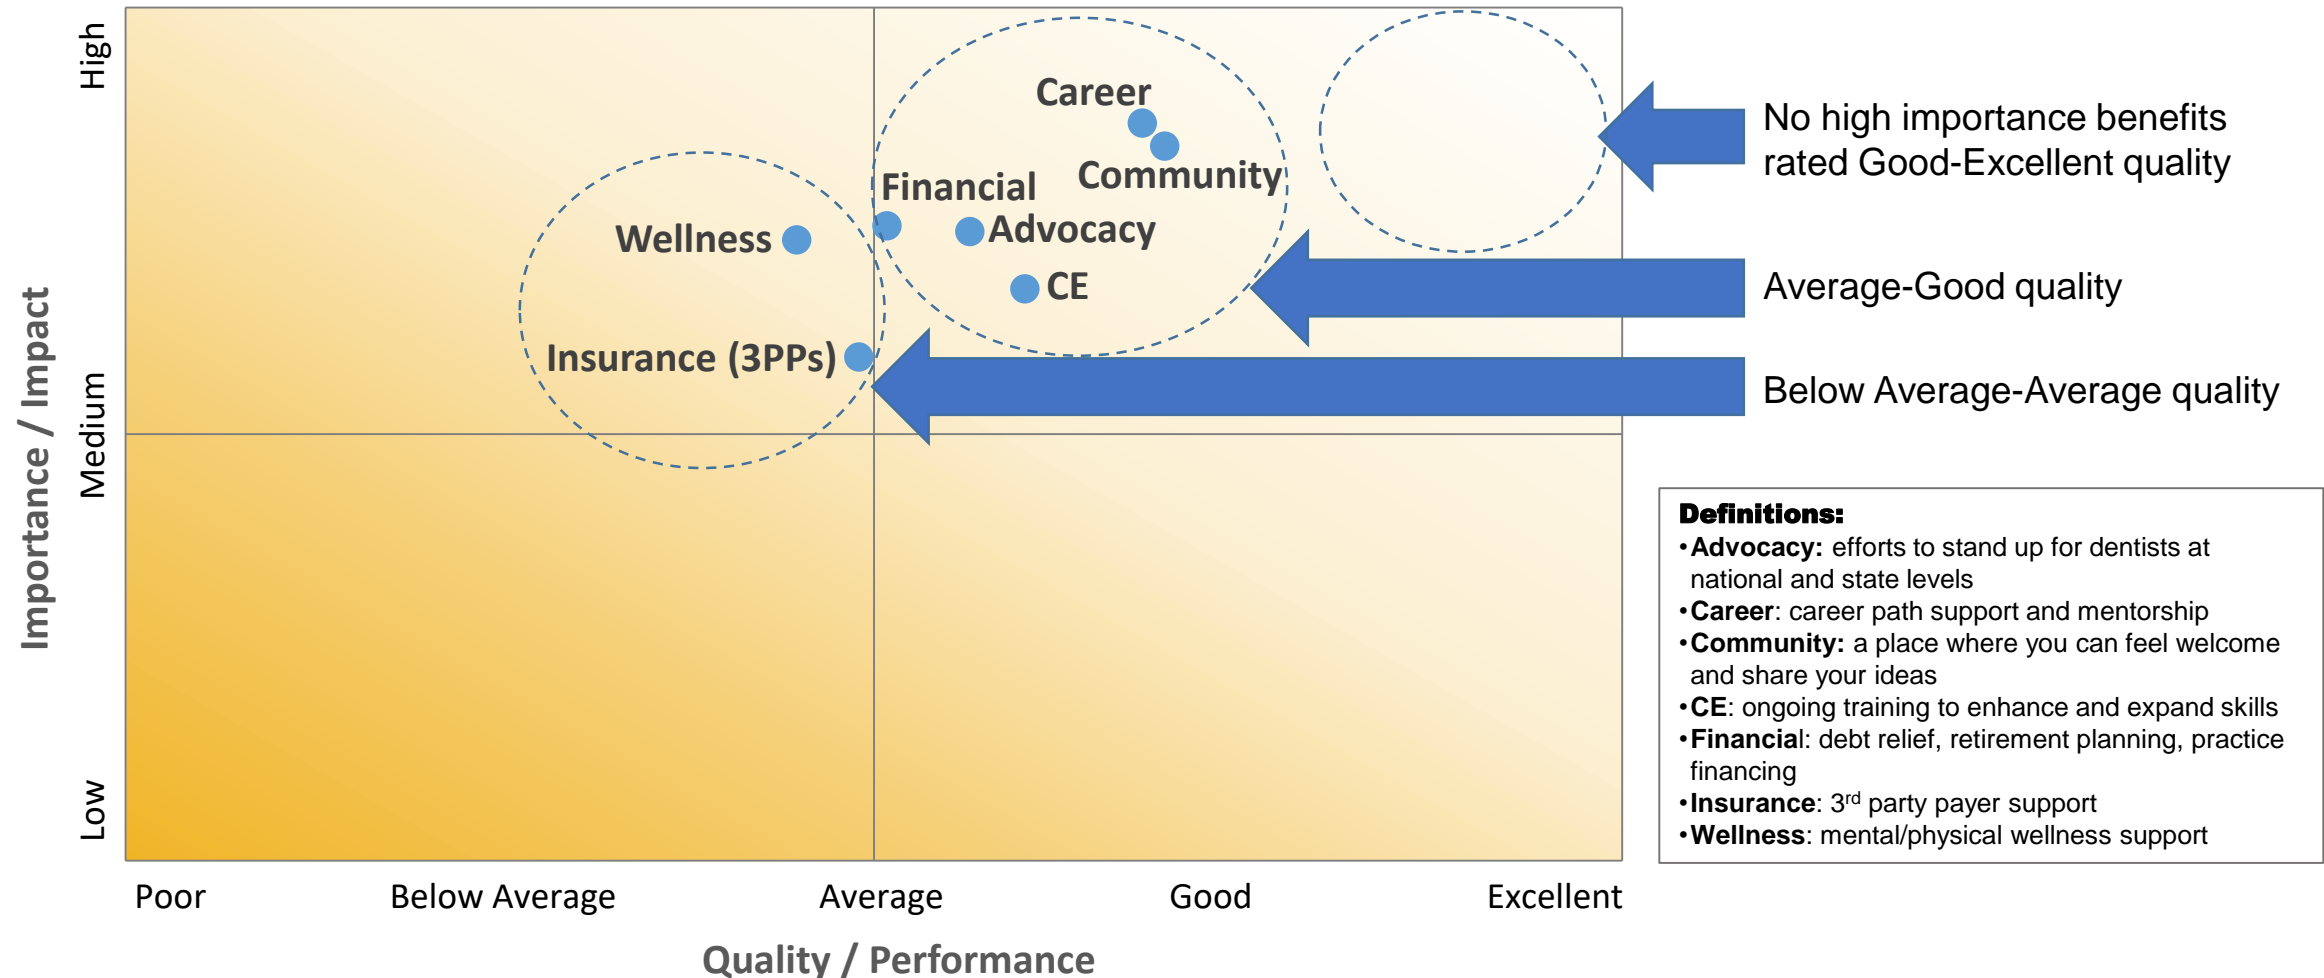 High
Medium
Low
Importance / Impact
Career
Community
Financial
Wellness
Advocacy
CE
Insurance (3PPs)
No high importance benefits
rated Good-Excellent quality
Average-Good quality
Below Average-Average quality
Definitions:
•Advocacy: efforts to stand up for dentists at
national and state levels
•Career: career path support and mentorship
•Community: a place where you can feel welcome
and share your ideas
•CE: ongoing training to enhance and expand skills
•Financial: debt relief, retirement planning, practice
financing
•Insurance: 3rd party payer support
•Wellness: mental/physical wellness support
Poor
Below Average
Average
Good
Excellent
Quality / Performance